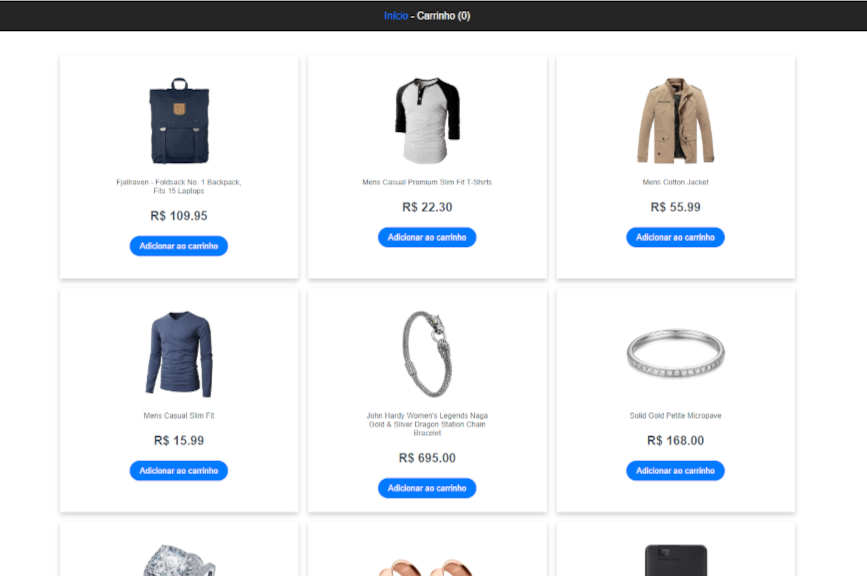 Início - Carrinho (0)
Fjallraven - Foldsack No. 1 Backpack,
Fits 15 Laptops
R$ 109.95
Adicionar ao carrinho
Mens Casual Premium Slim Fit T-Shirts
R$ 22.30
Adicionar ao carrinho
Mens Cotton Jacket
R$ 55.99
Adicionar ao carrinho
Mens Casual Slim Fit
R$ 15.99
Adicionar ao carrinho
John Hardy Women's Legends Naga
Gold & Silver Dragon Station Chain
Bracelet
R$ 695.00
Adicionar ao carrinho
Solid Gold Petite Micropave
R$ 168.00
Adicionar ao carrinho